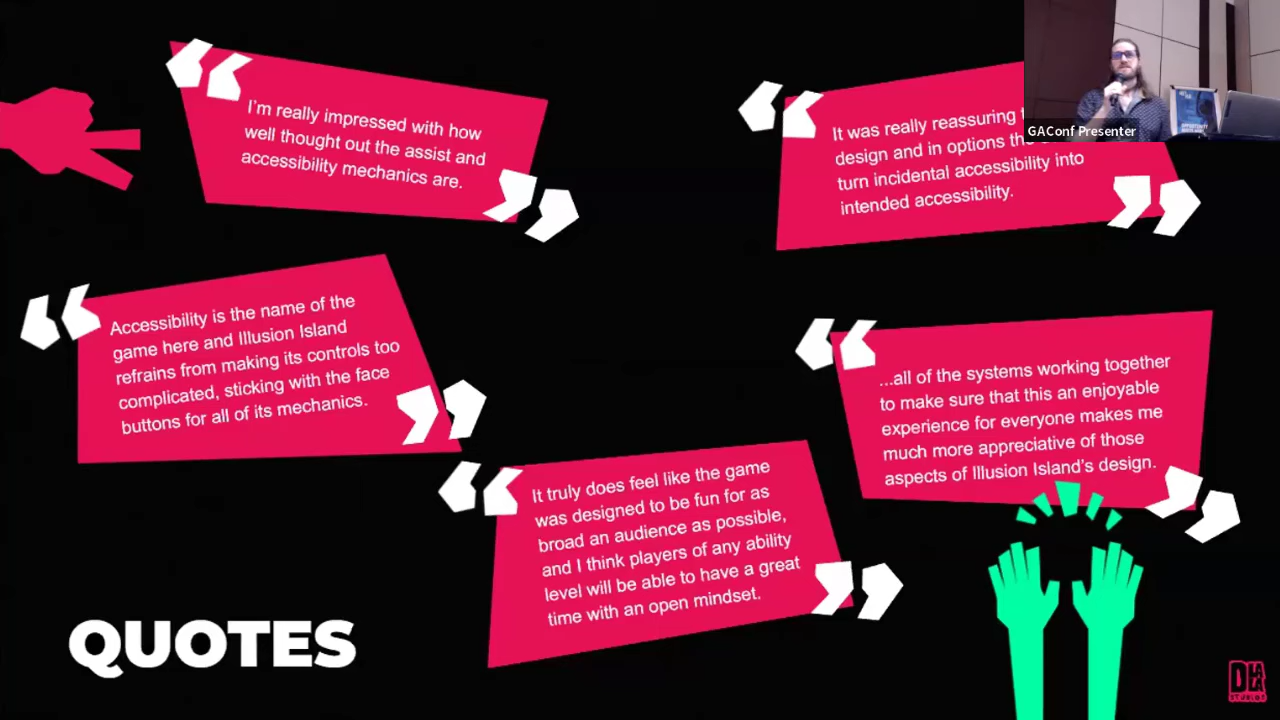 I'm really impressed with how
well thought out the assist and
accessibility mechanics are.
It was really reassuring
design and in options
turn incidental accessibility into
intended accessibility.
GAConf Presenter
Accessibility is the name of the
game here and Illusion Island
refrains from making its controls too
complicated, sticking with the face
buttons for all of its mechanics.
...all of the systems working together
to make sure that this an enjoyable
experience for everyone makes me
much more appreciative of those
aspects of Illusion Island's design.
It truly does feel like the game
was designed to be fun for as
broad an audience as possible,
and I think players of any ability
level will be able to have a great
time with an open mindset.
QUOTES
DLALA
STUDIOS